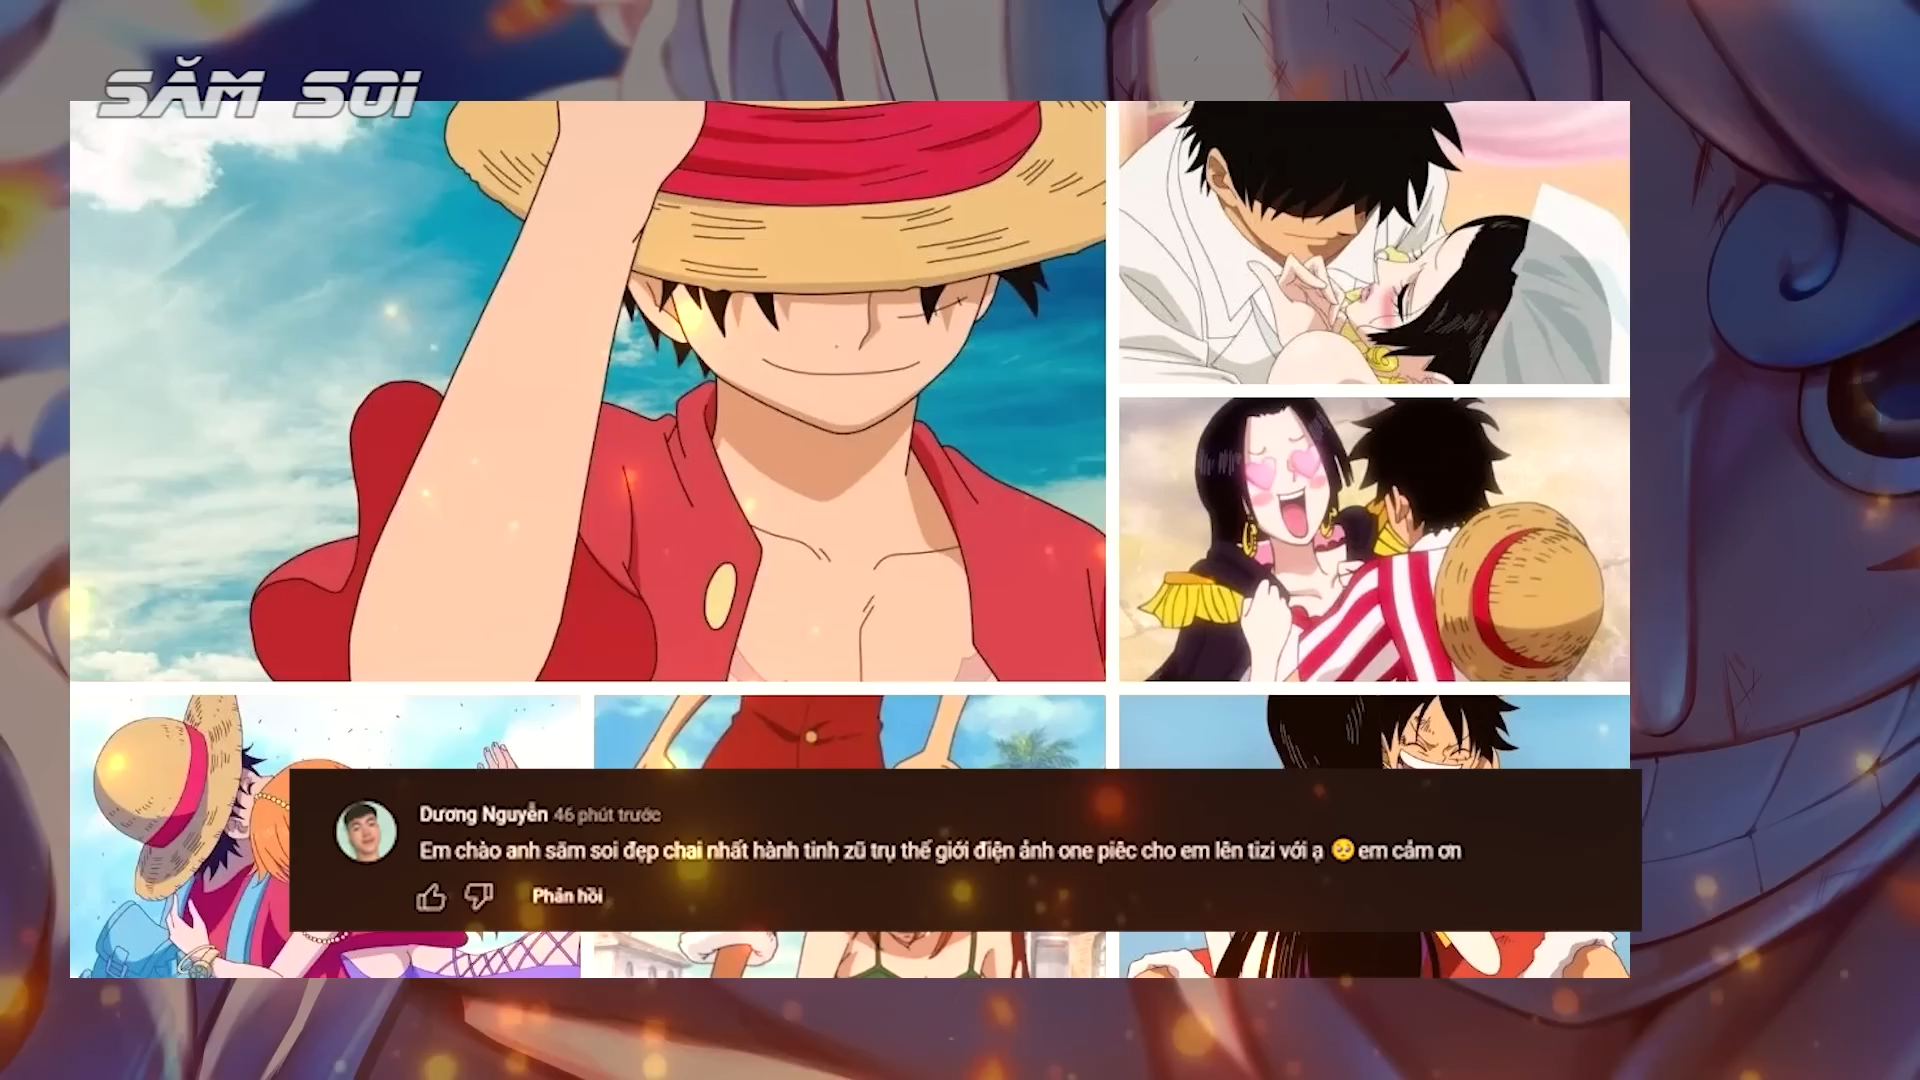 SĂM SOI
Dương Nguyễn 46 phút trước
Em chào anh săm soi đẹp chai nhất hành tinh zũ trụ thế giới điện ảnh one piêc cho em lên tizi với ạ 🥺 em cảm ơn
Phản hồi